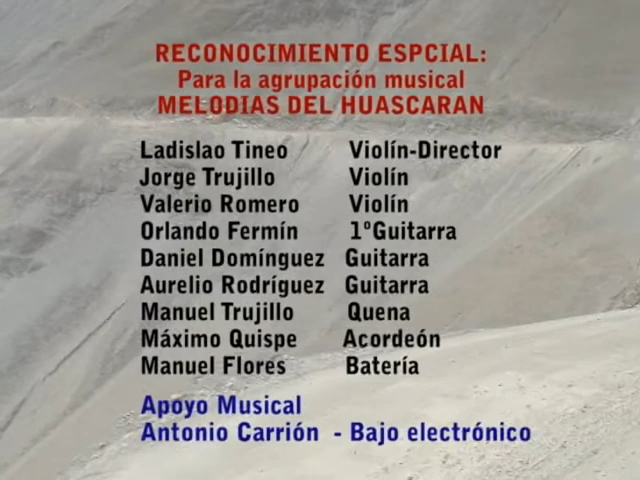 RECONOCIMIENTO ESPCIAL:
Para la agrupación musical
MELODIAS DEL HUASCARAN
Ladislao Tineo Violín-Director
Jorge Trujillo Violín
Valerio Romero Violín
Orlando Fermín 1ºGuitarra
Daniel Domínguez Guitarra
Aurelio Rodríguez Guitarra
Manuel Trujillo Quena
Máximo Quispe Acordeón
Manuel Flores Batería
Apoyo Musical
Antonio Carrión - Bajo electrónico